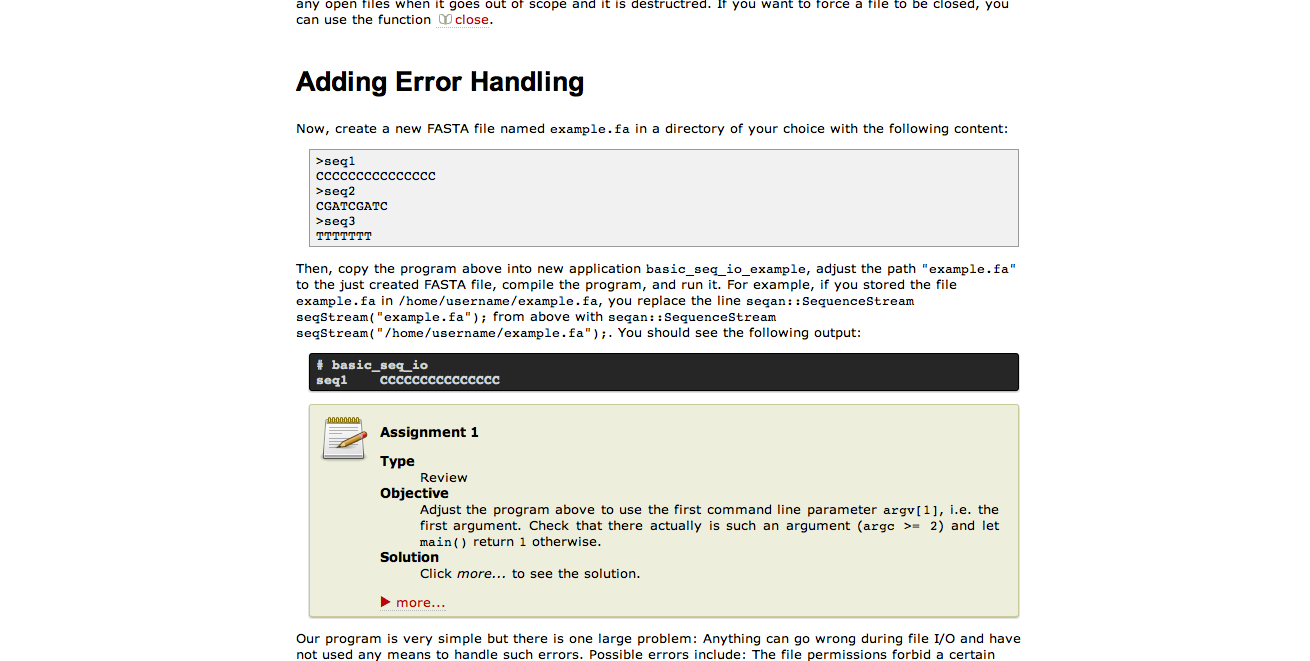 any open files when it goes out of scope and it is destructred. If you want to force a file to be closed, you
can use the function close.
Adding Error Handling
Now, create a new FASTA file named example.fa in a directory of your choice with the following content:
>seq1
CCCCCCCCCCCCCCC
>seq2
CGATCGATC
>seq3
TTTTTTT
Then, copy the program above into new application basic_seq_io_example, adjust the path "example.fa"
to the just created FASTA file, compile the program, and run it. For example, if you stored the file
example.fa in /home/username/example.fa, you replace the line seqan::SequenceStream
seqStream("example.fa"); from above with seqan::SequenceStream
seqStream("/home/username/example.fa");. You should see the following output:
# basic_seq_io
seq1    CCCCCCCCCCCCCCC
Assignment 1
Type
Review
Objective
Adjust the program above to use the first command line parameter argv[1], i.e. the
first argument. Check that there actually is such an argument (argc >= 2) and let
main() return 1 otherwise.
Solution
Click more... to see the solution.
more...
Our program is very simple but there is one large problem: Anything can go wrong during file I/O and have
not used any means to handle such errors. Possible errors include: The file permissions forbid a certain